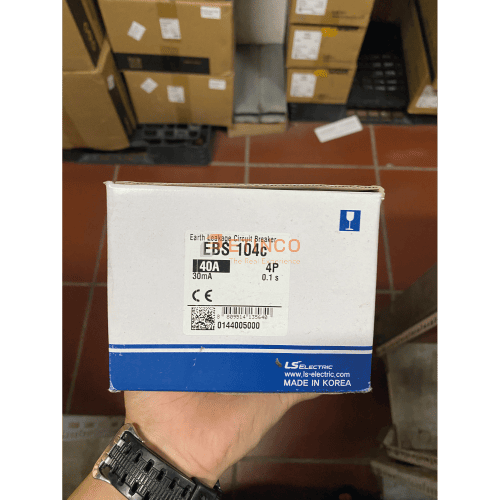 Earth Leakage Circuit Breaker
EBS 104c
40A 4P
30mA 0.1 s
CE
0144005000
LS ELECTRIC
www.ls-electric.com
MADE IN KOREA